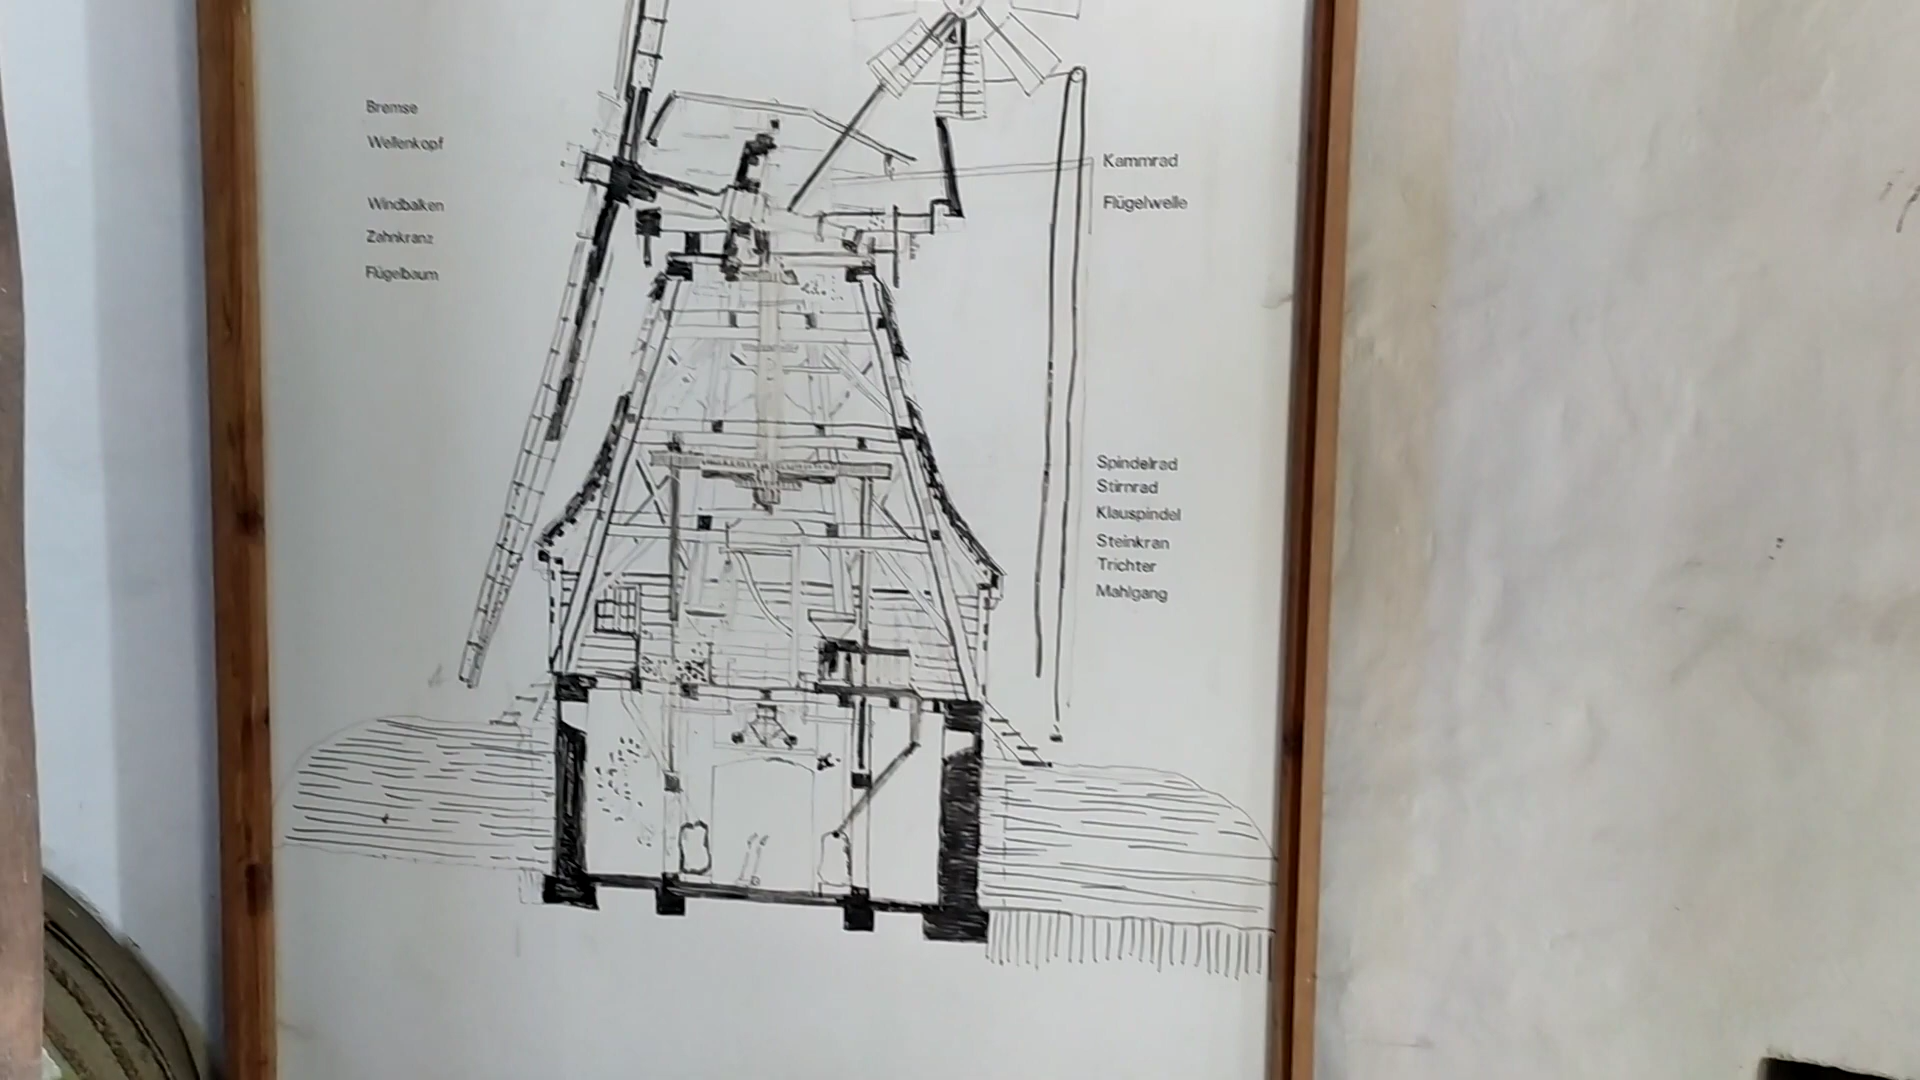 Bremse
Wellenkopf
Windbalken
Zahnkranz
Flügelbaum
Kammrad
Flügelwelle
Spindelrad
Stirnrad
Klauspindel
Steinkran
Trichter
Mahlgang